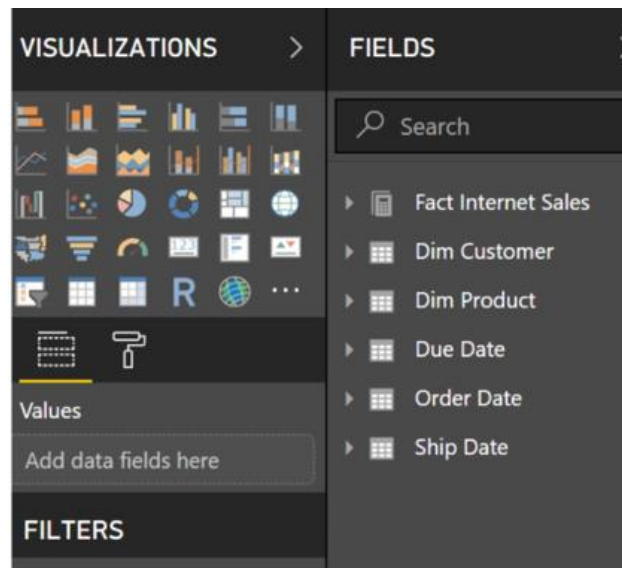 VISUALIZATIONS
FIELDS
Search
Fact Internet Sales
Dim Customer
Dim Product
Due Date
Order Date
Ship Date
123
R
Values
Add data fields here
FILTERS